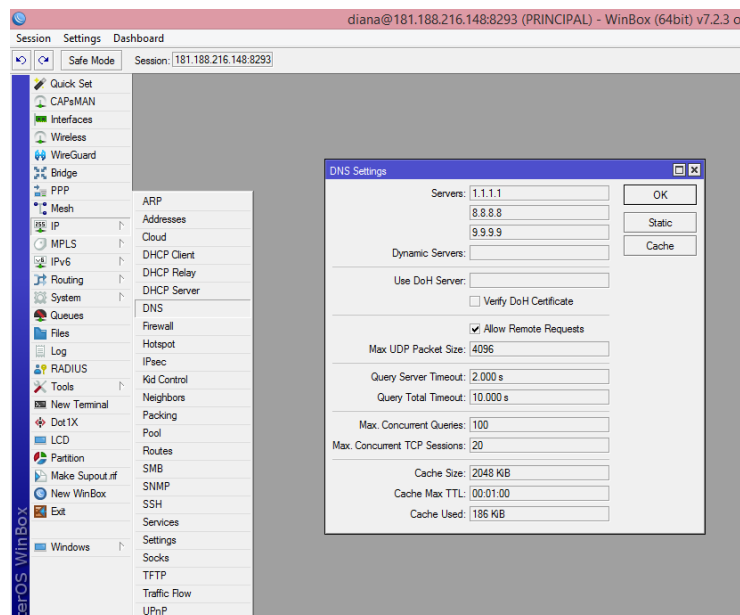 diana@181.188.216.148:8293 (PRINCIPAL) - WinBox (64bit) v7.2.3 o
Session Settings Dashboard
Safe Mode Session: 181.188.216.148:8293
Quick Set
CAPsMAN
Interfaces
Wireless
WireGuard
Bridge
PPP
Mesh
IP
MPLS
IPv6
Routing
System
Queues
Files
Log
RADIUS
Tools
New Terminal
Dot1X
LCD
Partition
Make Supout.rif
New WinBox
Exit
Windows
erOS WinBox
ARP
Addresses
Cloud
DHCP Client
DHCP Relay
DHCP Server
DNS
Firewall
Hotspot
IPsec
Kid Control
Neighbors
Packing
Pool
Routes
SMB
SNMP
SSH
Services
Settings
Socks
TFTP
Traffic Flow
UPnP
DNS Settings
Servers: 1.1.1.1
8.8.8.8
9.9.9.9
Dynamic Servers:
Use DoH Server:
Verify DoH Certificate
Allow Remote Requests
Max UDP Packet Size: 4096
Query Server Timeout: 2.000 s
Query Total Timeout: 10.000 s
Max. Concurrent Queries: 100
Max. Concurrent TCP Sessions: 20
Cache Size: 2048 KiB
Cache Max TTL: 00:01:00
Cache Used: 186 KiB
OK
Static
Cache